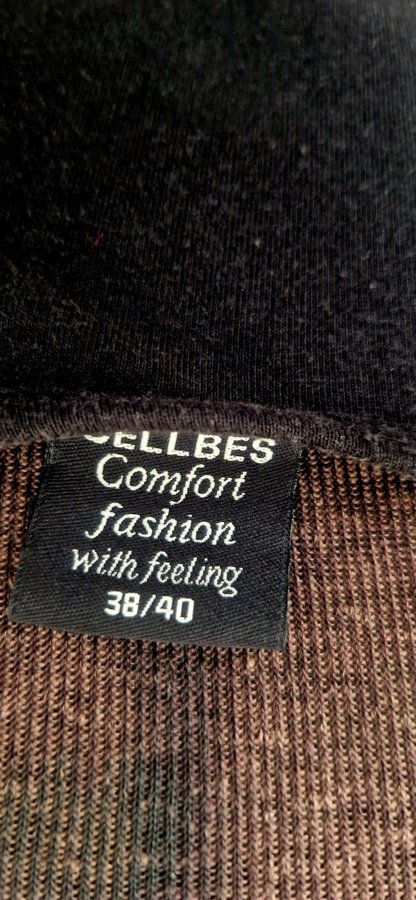 CELLBES
Comfort
fashion
with feeling
38/40